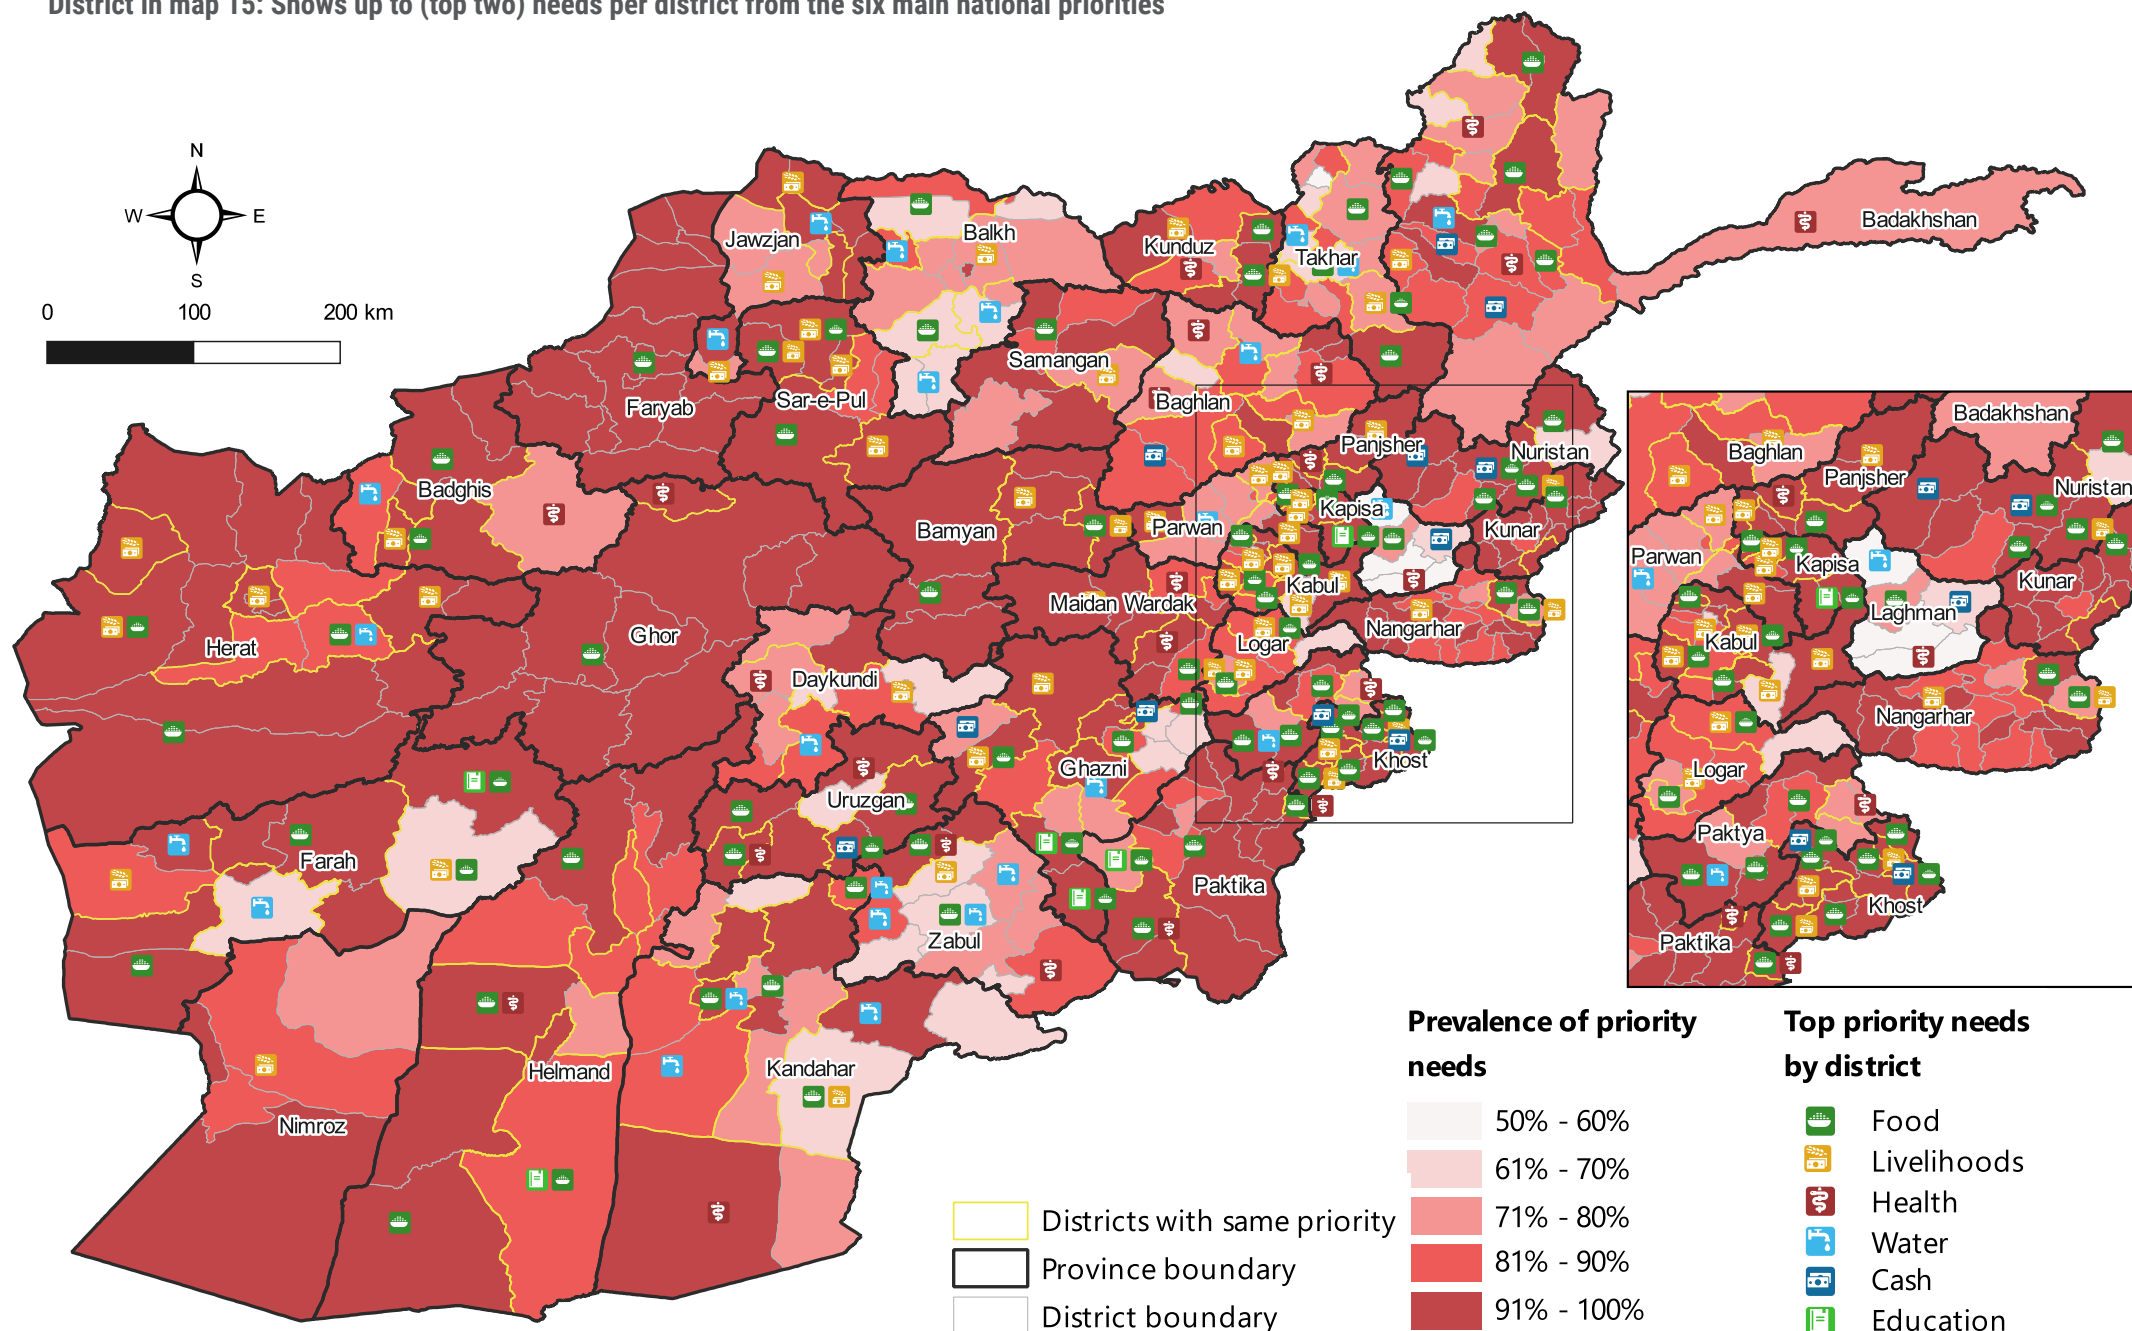 District in map 15: Shows up to (top two) needs per district from the six main national priorities
N
W
E
S
0
100
200 km
Badakhshan
Jawzjan
Balkh
Kunduz
Takhar
Samangan
Faryab
Sar-e-Pul
Baghlan
Panjsher
Nuristan
Badghis
Kapisa
Bamyan
Parwan
Kunar
Kabul
Maidan Wardak
Nangarhar
Ghor
Herat
Logar
Daykundi
Khost
Ghazni
Uruzgan
Farah
Paktika
Zabul
Kandahar
Helmand
Nimroz
Badakhshan
Baghlan
Panjsher
Nuristan
Parwan
Kapisa
Kunar
Laghman
Kabul
Nangarhar
Logar
Paktya
Khost
Paktika
Prevalence of priority
needs
50% - 60%
61% - 70%
71% - 80%
81% - 90%
91% - 100%
Top priority needs
by district
Food
Livelihoods
Health
Water
Cash
Education
Districts with same priority
Province boundary
District boundary